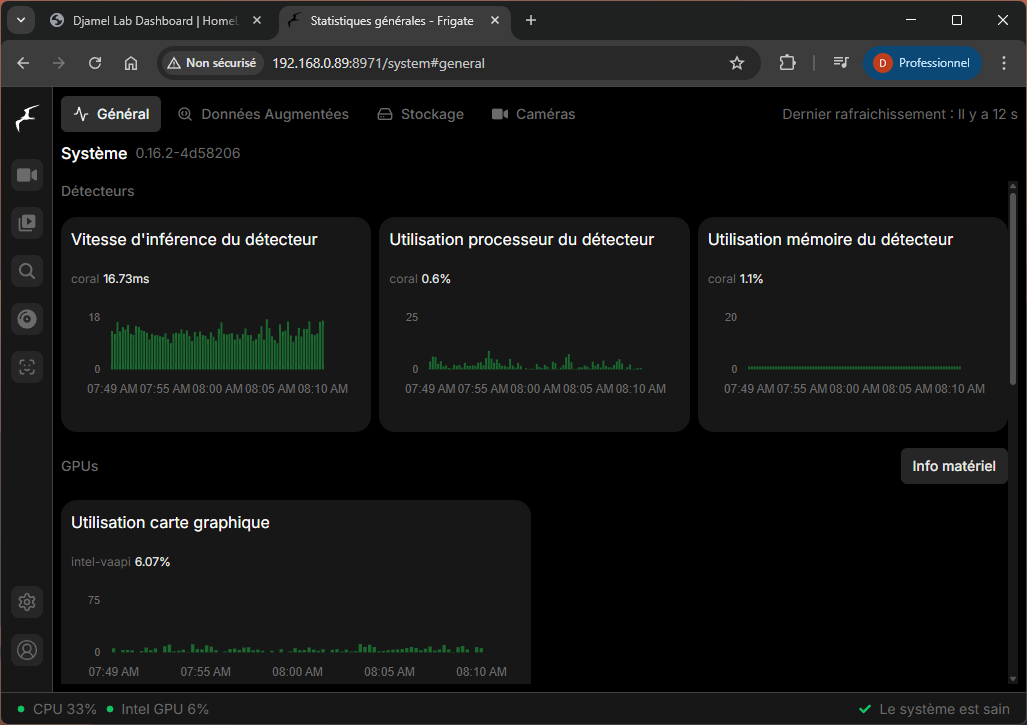 Djamel Lab Dashboard | HomeL
Statistiques générales - Frigate
Non sécurisé
192.168.0.89:8971/system#general
D
Professionnel
Général
Données Augmentées
Stockage
Caméras
Dernier rafraichissement : Il y a 12 s
Système 0.16.2-4d58206
Détecteurs
Vitesse d'inférence du détecteur
coral 16.73ms
18
0
07:49 AM 07:55 AM 08:00 AM 08:05 AM 08:10 AM
Utilisation processeur du détecteur
coral 0.6%
25
0
07:49 AM 07:55 AM 08:00 AM 08:05 AM 08:10 AM
Utilisation mémoire du détecteur
coral 1.1%
20
0
07:49 AM 07:55 AM 08:00 AM 08:05 AM 08:10 AM
GPUs
Info matériel
Utilisation carte graphique
intel-vaapi 6.07%
75
0
07:49 AM 07:55 AM 08:00 AM 08:05 AM 08:10 AM
CPU 33% Intel GPU 6%
Le système est sain